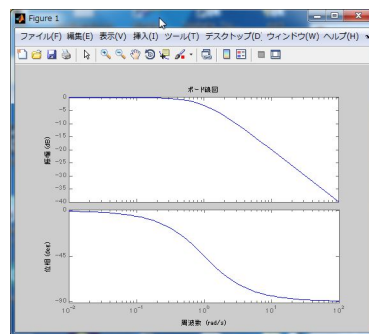 Figure 1
ファイル(F) 編集(E) 表示(V) 挿入(I) ツール(T) デスクトップ(D) ウィンドウ(W) ヘルプ(H)
ボード線図
0
-5
-10
-15
-20
-25
-30
-35
-40
振幅 (dB)
0
-45
-90
位相 (deg)
10⁻² 10⁻¹ 10⁰ 10¹ 10²
周波数 (rad/s)